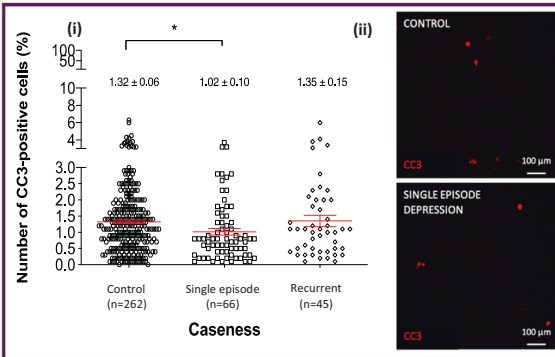 (i)
(ii)
*
Number of CC3-positive cells (%)
100
50
10
8
6
4
3.0
2.5
2.0
1.5
1.0
0.5
0.0
1.32 ± 0.06
1.02 ± 0.10
1.35 ± 0.15
Control
(n=262)
Single episode
(n=66)
Recurrent
(n=45)
Caseness
CONTROL
CC3
100 µm
SINGLE EPISODE
DEPRESSION
CC3
100 µm